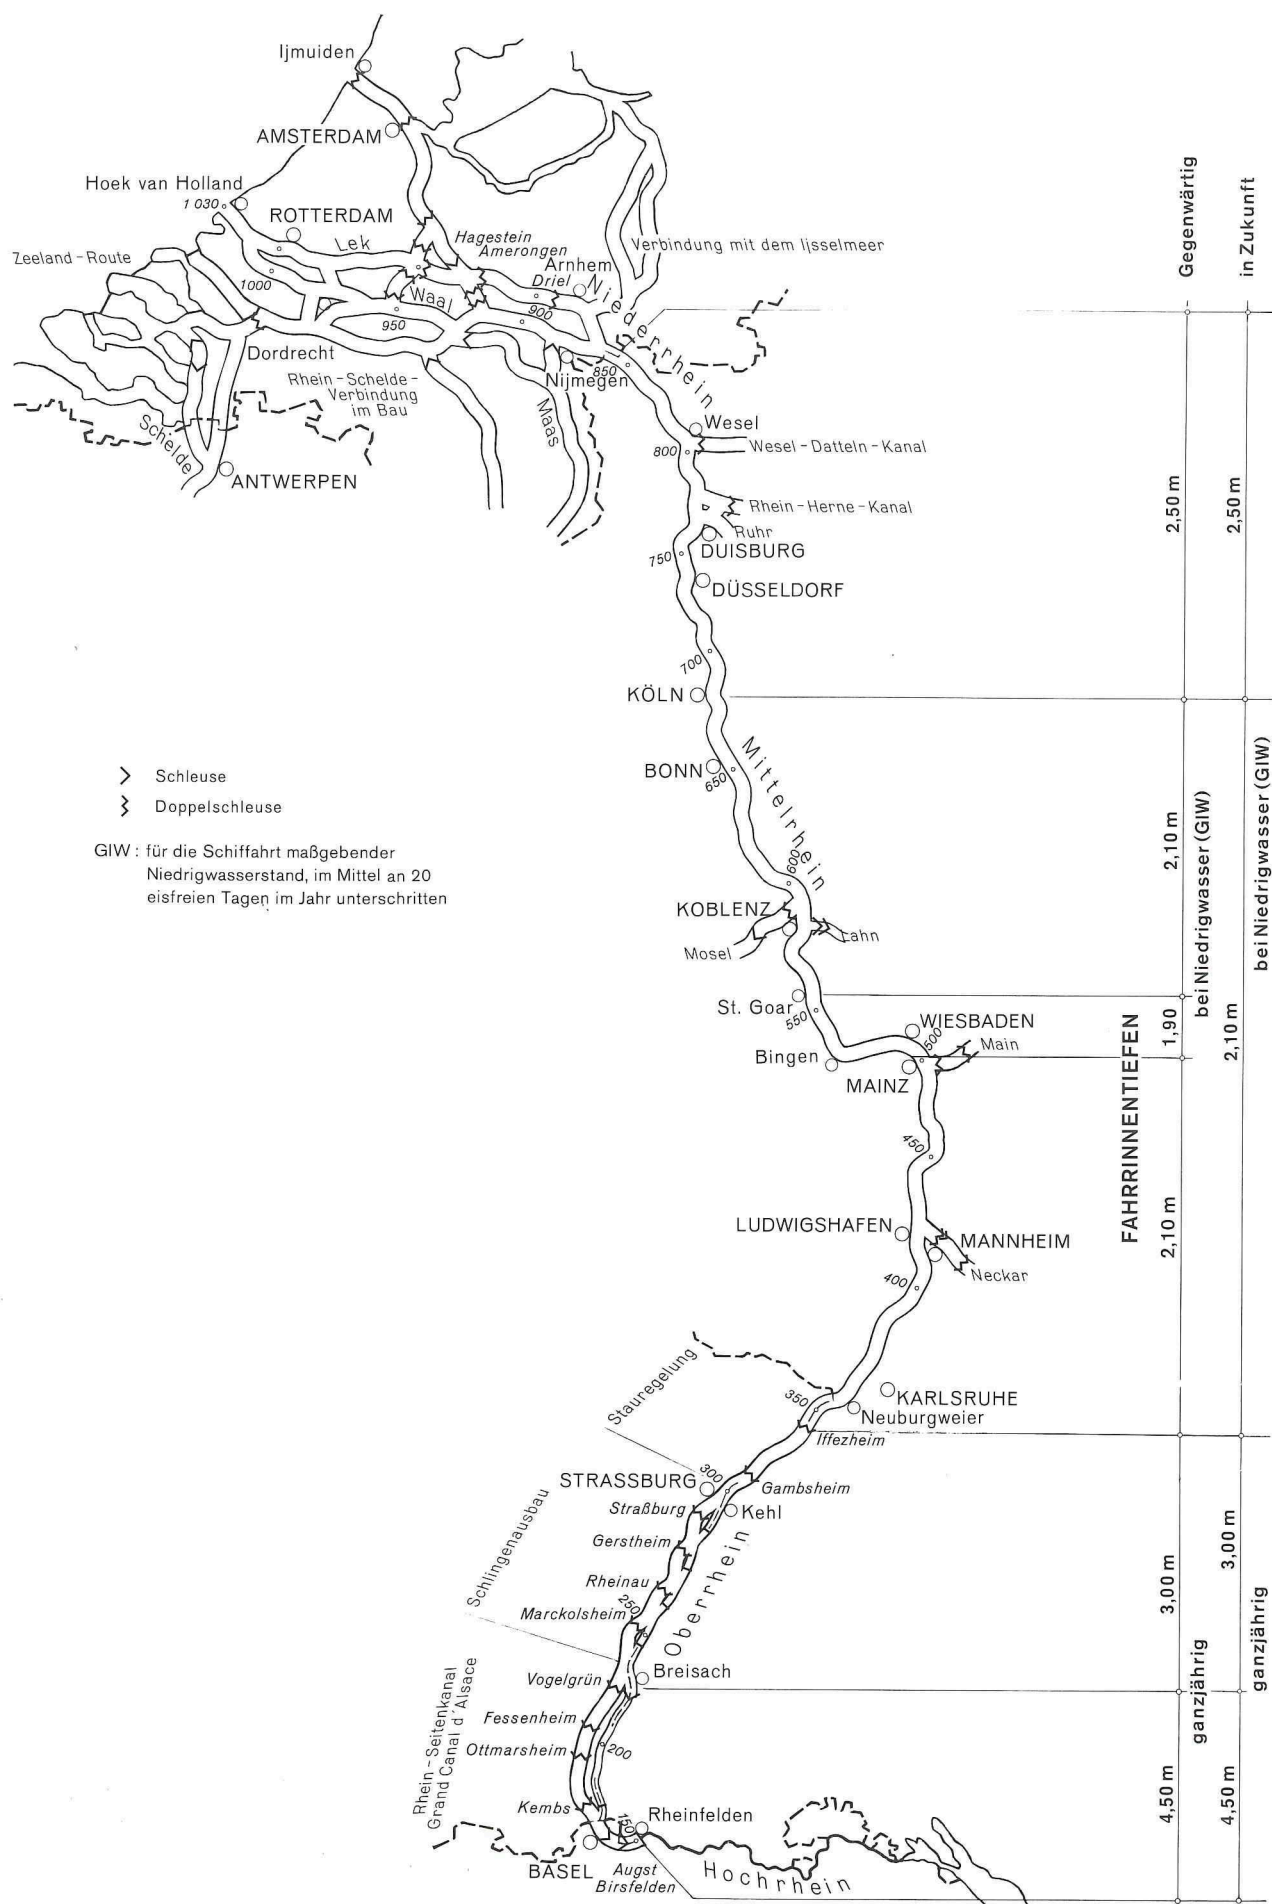 Ijmuiden
AMSTERDAM
Hoek van Holland
1 030
ROTTERDAM
Lek
Hagestein
Amerongen
Arnhem
Driel
Verbindung mit dem Ijsselmeer
Zeeland-Route
1000
Waal
950
900
Niederrhein
Dordrecht
850
Nijmegen
Rhein-Schelde-
Verbindung
im Bau
Maas
Schelde
ANTWERPEN
Wesel
800
Wesel-Datteln-Kanal
Rhein-Herne-Kanal
Ruhr
DUISBURG
750
DÜSSELDORF
700
KÖLN
Mittelrhein
BONN
650
600
KOBLENZ
Lahn
Mosel
St. Goar
550
WIESBADEN
500
Main
Bingen
MAINZ
450
LUDWIGSHAFEN
MANNHEIM
Neckar
400
Stauregelung
350
KARLSRUHE
Neuburgweier
Iffezheim
300
STRASSBURG
Gambsheim
Straßburg
Kehl
Gerstheim
Oberrhein
Schlingenausbau
Rheinau
250
Marckolsheim
Vogelgrün
Breisach
Rhein-Seitenkanal
Grand Canal d'Alsace
Fessenheim
Ottmarsheim
200
Kembs
150
Rheinfelden
BASEL
Augst
Birsfelden
Hochrhein
Schleuse
Doppelschleuse
GIW : für die Schiffahrt maßgebender
Niedrigwasserstand, im Mittel an 20
eisfreien Tagen im Jahr unterschritten
FAHRRINNENTIEFEN
Gegenwärtig
2,50 m
2,10 m
1,90
2,10 m
bei Niedrigwasser (GIW)
3,00 m
4,50 m
ganzjährig
in Zukunft
2,50 m
2,10 m
bei Niedrigwasser (GIW)
3,00 m
4,50 m
ganzjährig